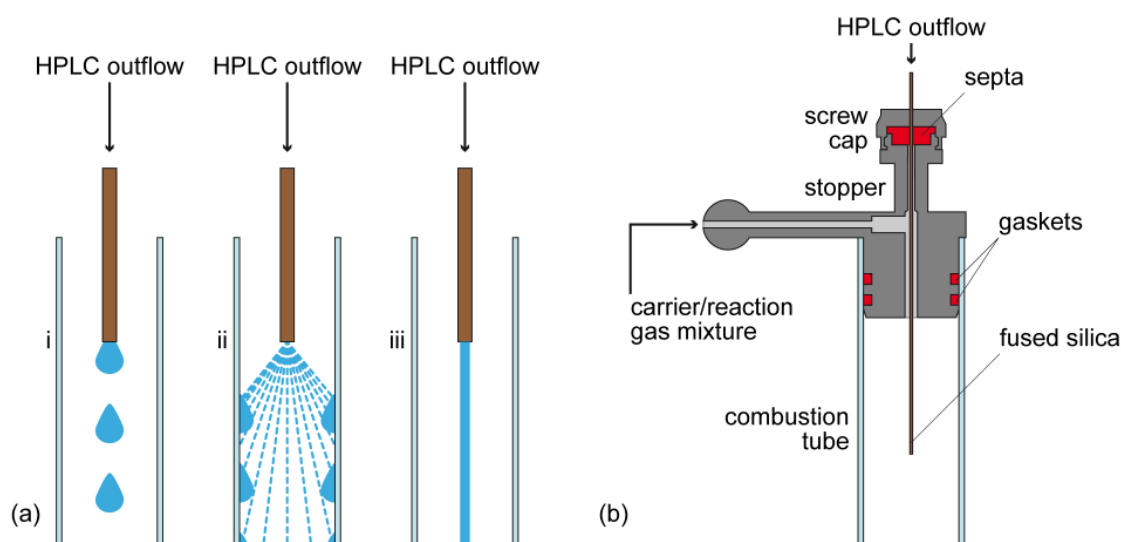 HPLC outflow
HPLC outflow
HPLC outflow
i
ii
iii
(a)
HPLC outflow
septa
screw
cap
stopper
gaskets
carrier/reaction
gas mixture
fused silica
combustion
tube
(b)